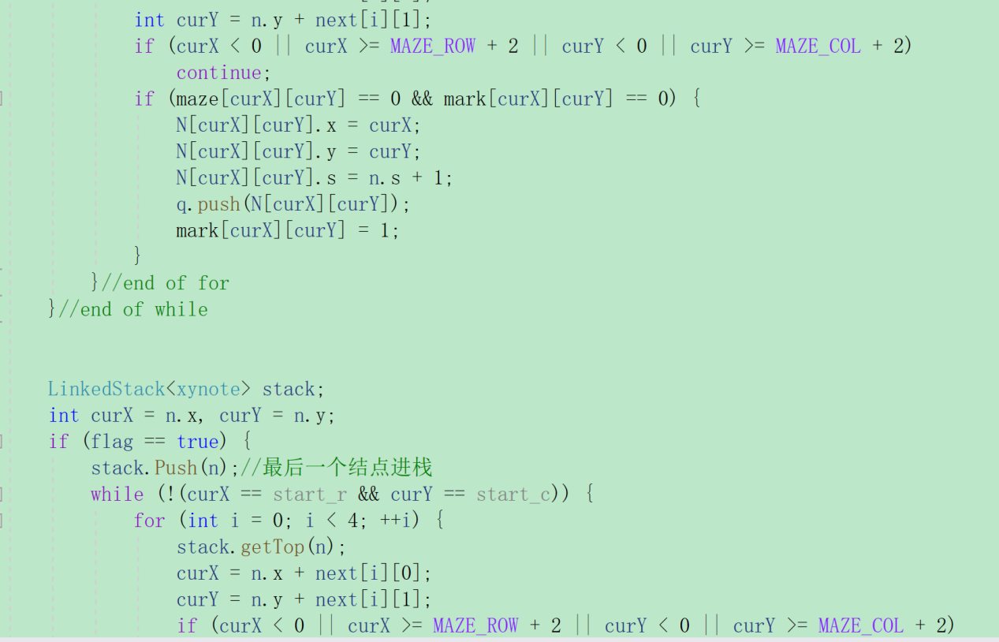 int curY = n.y + next[i][1];
if (curX < 0 || curX >= MAZE_ROW + 2 || curY < 0 || curY >= MAZE_COL + 2)
continue;
if (maze[curX][curY] == 0 && mark[curX][curY] == 0) {
N[curX][curY].x = curX;
N[curX][curY].y = curY;
N[curX][curY].s = n.s + 1;
q.push(N[curX][curY]);
mark[curX][curY] = 1;
}
}//end of for
}//end of while
LinkedStack<xynote> stack;
int curX = n.x, curY = n.y;
if (flag == true) {
stack.Push(n);//最后一个结点进栈
while (!(curX == start_r && curY == start_c)) {
for (int i = 0; i < 4; ++i) {
stack.getTop(n);
curX = n.x + next[i][0];
curY = n.y + next[i][1];
if (curX < 0 || curX >= MAZE_ROW + 2 || curY < 0 || curY >= MAZE_COL + 2)